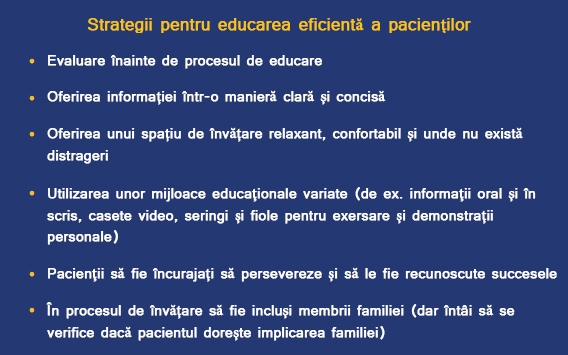 Strategii pentru educarea eficientă a pacienţilor
• Evaluare înainte de procesul de educare
• Oferirea informației într-o manieră clară și concisă
• Oferirea unui spațiu de învățare relaxant, confortabil și unde nu există
distrageri
• Utilizarea unor mijloace educaţionale variate (de ex. informaţii oral și în
scris, casete video, seringi și fiole pentru exersare și demonstrații
personale)
• Pacienţii să fie încurajați să persevereze și să le fie recunoscute succesele
• În procesul de învățare să fie incluși membrii familiei (dar întâi să se
verifice dacă pacientul dorește implicarea familiei)